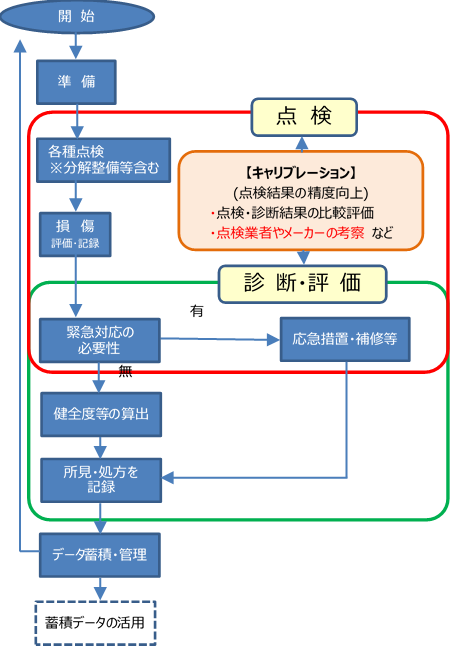 開 始
準 備
点 検
各種点検
※分解整備等含む
【キャリブレーション】
(点検結果の精度向上)
・点検・診断結果の比較評価
・点検業者やメーカーの考察 など
損 傷
評価・記録
診 断・評 価
有
緊急対応の
必要性
応急措置・補修等
無
健全度等の算出
所見・処方を
記録
データ蓄積・管理
蓄積データの活用